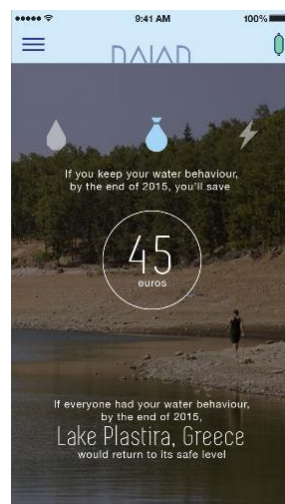 9:41 AM
100%
NAIAD
If you keep your water behaviour,
by the end of 2015, you'll save
45
euros
If everyone had your water behaviour,
by the end of 2015,
Lake Plastira, Greece
would return to its safe level